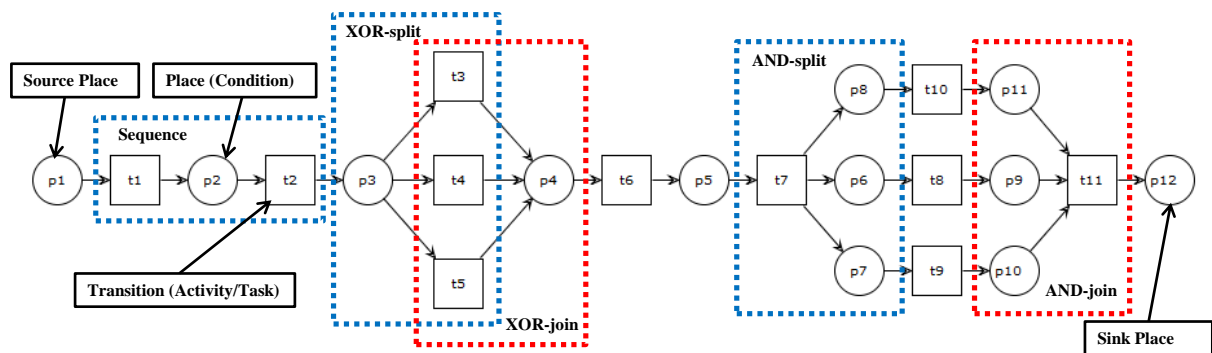 XOR-split
t3
AND-split
p8
t10
p11
Source Place
Place (Condition)
Sequence
p1
t1
p2
t2
p3
t4
p4
t6
p5
t7
p6
t8
p9
t11
p12
Transition (Activity/Task)
t5
p7
t9
p10
AND-join
XOR-join
Sink Place